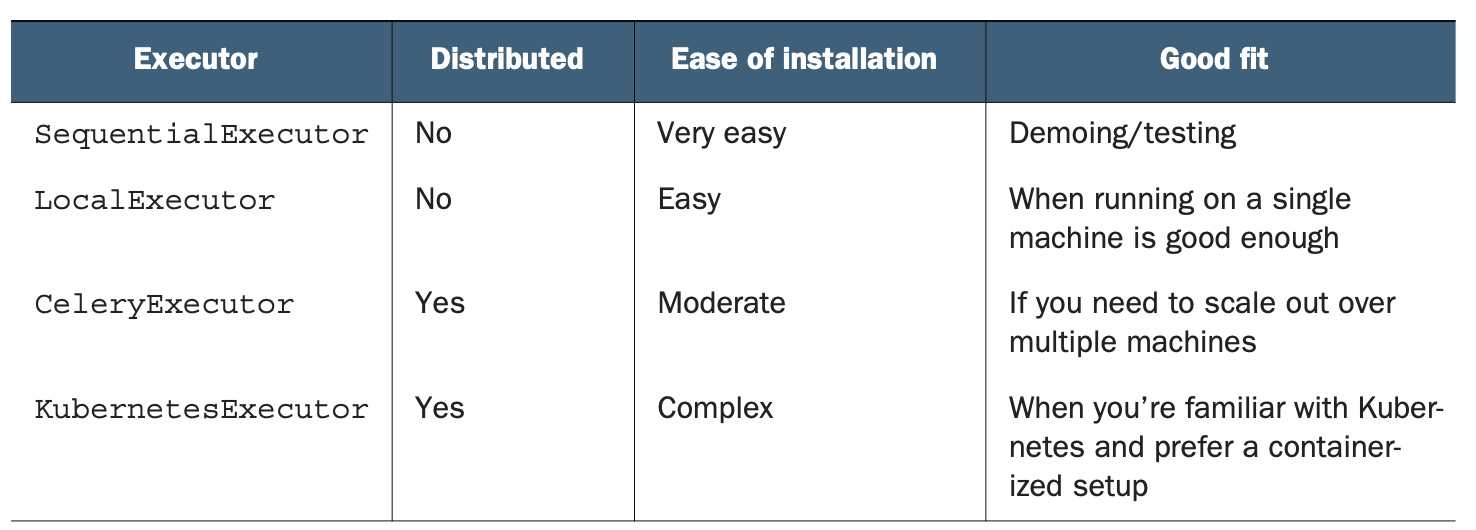 Executor Distributed Ease of installation Good fit
SequentialExecutor No Very easy Demoing/testing
LocalExecutor No Easy When running on a single
machine is good enough
CeleryExecutor Yes Moderate If you need to scale out over
multiple machines
KubernetesExecutor Yes Complex When you’re familiar with Kuber-
netes and prefer a container-
ized setup